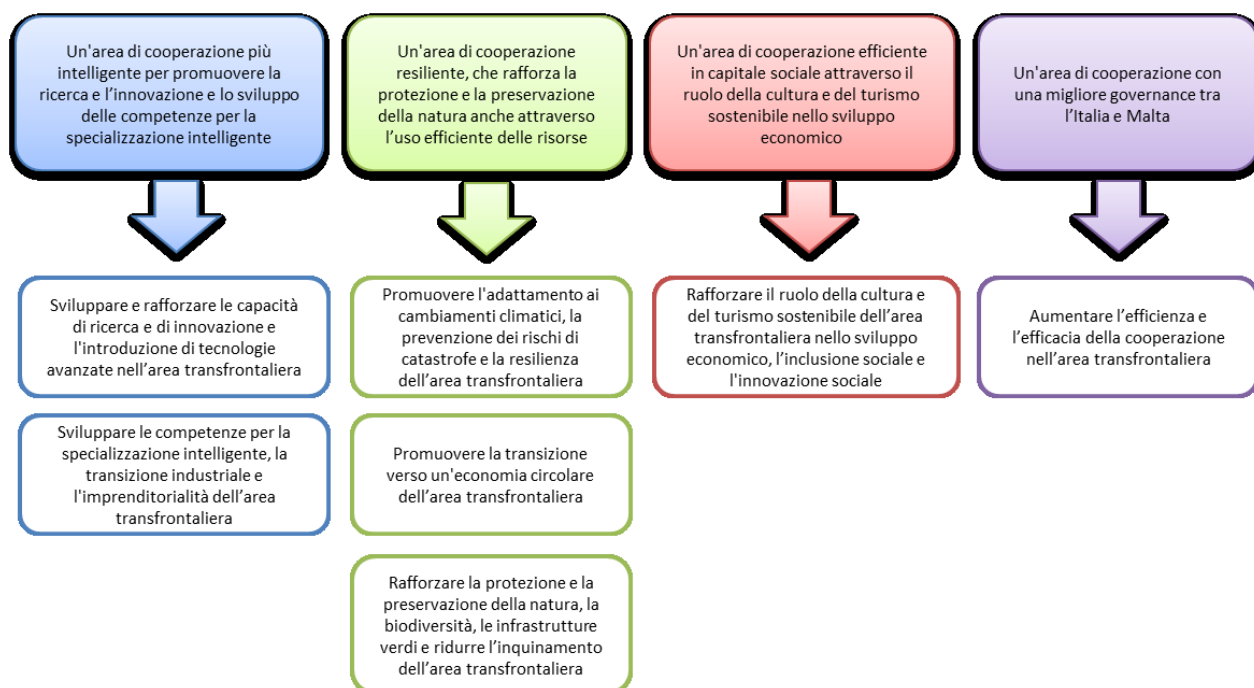 Un'area di cooperazione più
intelligente per promuovere la
ricerca e l’innovazione e lo sviluppo
delle competenze per la
specializzazione intelligente
Un'area di cooperazione
resiliente, che rafforza la
protezione e la preservazione
della natura anche attraverso
l’uso efficiente delle risorse
Un'area di cooperazione efficiente
in capitale sociale attraverso il
ruolo della cultura e del turismo
sostenibile nello sviluppo
economico
Un'area di cooperazione con
una migliore governance tra
l’Italia e Malta
Sviluppare e rafforzare le capacità
di ricerca e di innovazione e
l'introduzione di tecnologie
avanzate nell’area transfrontaliera
Promuovere l'adattamento ai
cambiamenti climatici, la
prevenzione dei rischi di
catastrofe e la resilienza
dell’area transfrontaliera
Rafforzare il ruolo della cultura e
del turismo sostenibile dell’area
transfrontaliera nello sviluppo
economico, l’inclusione sociale e
l'innovazione sociale
Aumentare l’efficienza e
l’efficacia della cooperazione
nell’area transfrontaliera
Sviluppare le competenze per la
specializzazione intelligente, la
transizione industriale e
l'imprenditorialità dell’area
transfrontaliera
Promuovere la transizione
verso un'economia circolare
dell’area transfrontaliera
Rafforzare la protezione e la
preservazione della natura, la
biodiversità, le infrastrutture
verdi e ridurre l’inquinamento
dell’area transfrontaliera